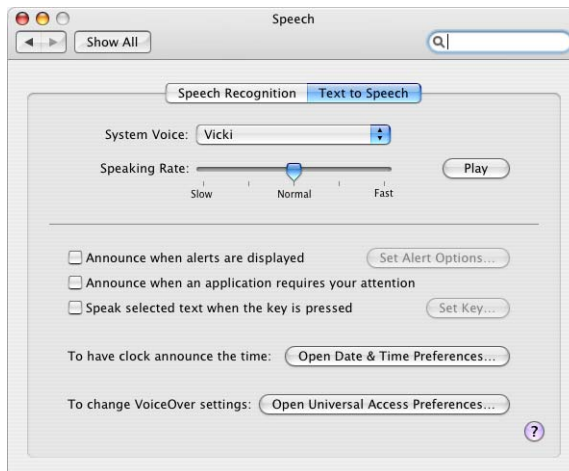 Speech
Show All
Speech Recognition Text to Speech
System Voice: Vicki
Speaking Rate: Play
Slow Normal Fast
Announce when alerts are displayed Set Alert Options...
Announce when an application requires your attention
Speak selected text when the key is pressed Set Key...
To have clock announce the time: Open Date & Time Preferences...
To change VoiceOver settings: Open Universal Access Preferences...
?